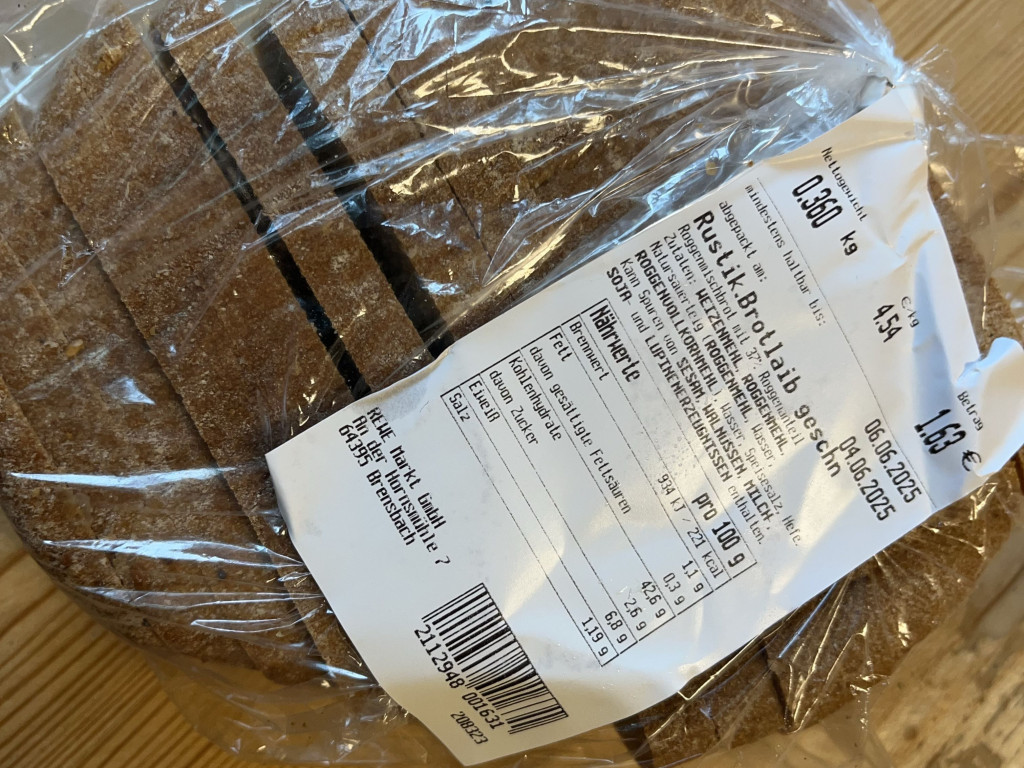 Rustik.Brotlaib geschn
Roggenmischbrot mit 37% Roggenanteil
Zutaten: WEIZENMEHL, ROGGENMEHL,
Natursauerteig (ROGGENMEHL, Wasser),
ROGGENVOLLKORNMEHL, Wasser, Speisesalz, Hefe.
Kann Spuren von SESAM, WALNÜSSEN, MILCH,
SOJA und LUPINENERZEUGNISSEN enthalten.
abgepackt am: 04.06.2025
mindestens haltbar bis: 06.06.2025
Nettogewicht €/kg Betrag
0.360 kg 4,54 1.63 €
Nährwerte pro 100 g
Brennwert 934 kJ / 221 kcal
Fett 1,1 g
davon gesättigte Fettsäuren 0,3 g
Kohlenhydrate 42,6 g
davon Zucker 2,6 g
Eiweiß 6,8 g
Salz 1,19 g
REWE Markt GmbH
An der Hornsmühle 7
64395 Brensbach
2112948 001631
208323